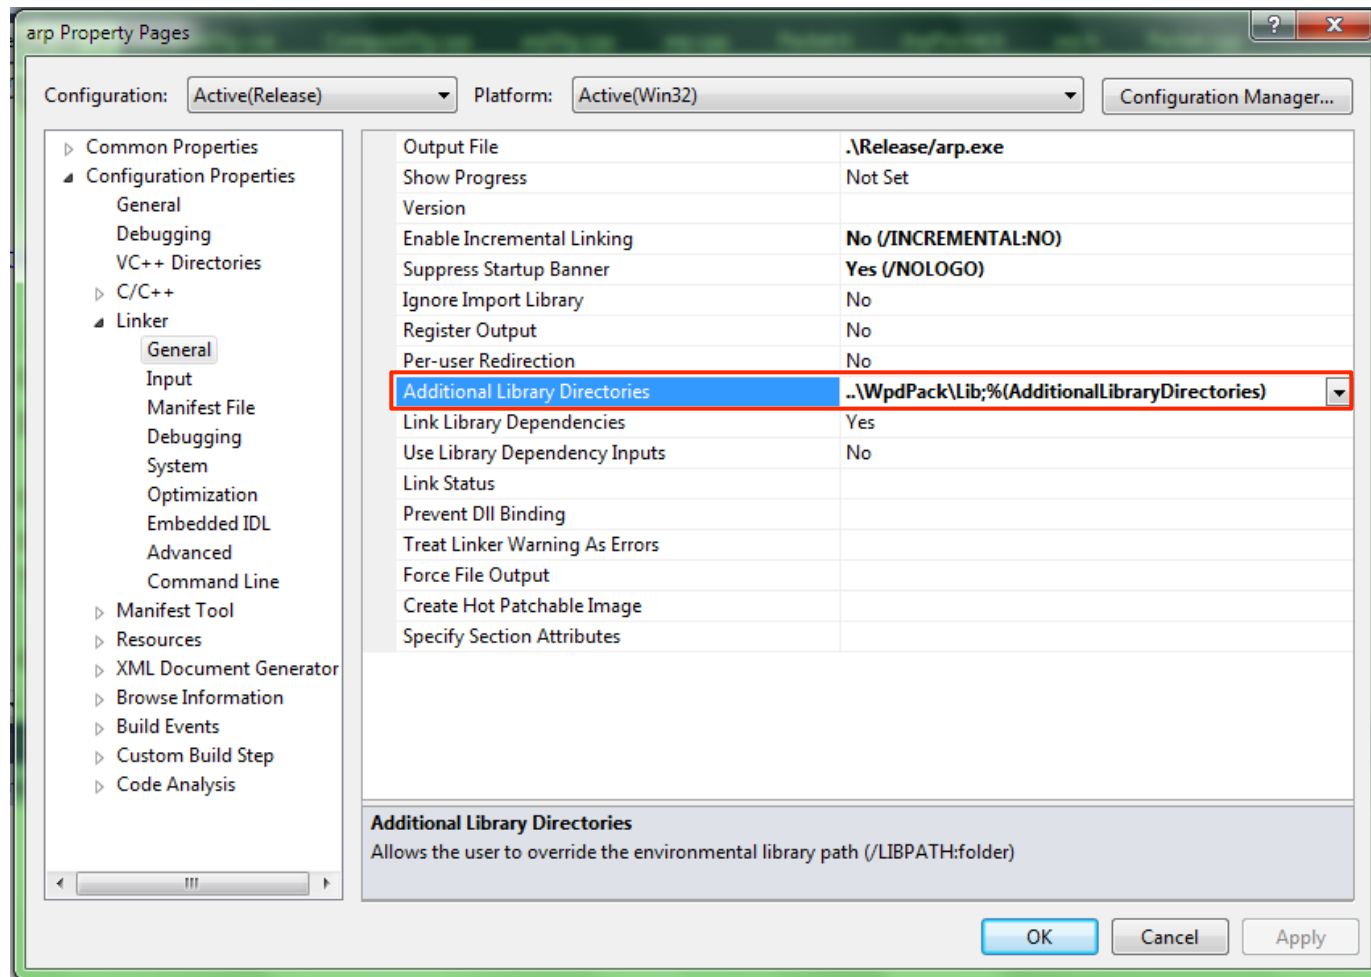 arp Property Pages
Configuration: Active(Release) Platform: Active(Win32) Configuration Manager...
Common Properties
Configuration Properties
General
Debugging
VC++ Directories
C/C++
Linker
General
Input
Manifest File
Debugging
System
Optimization
Embedded IDL
Advanced
Command Line
Manifest Tool
Resources
XML Document Generator
Browse Information
Build Events
Custom Build Step
Code Analysis
Output File .\Release/arp.exe
Show Progress Not Set
Version
Enable Incremental Linking No (/INCREMENTAL:NO)
Suppress Startup Banner Yes (/NOLOGO)
Ignore Import Library No
Register Output No
Per-user Redirection No
Additional Library Directories ..\WpdPack\Lib;%(AdditionalLibraryDirectories)
Link Library Dependencies Yes
Use Library Dependency Inputs No
Link Status
Prevent Dll Binding
Treat Linker Warning As Errors
Force File Output
Create Hot Patchable Image
Specify Section Attributes
Additional Library Directories
Allows the user to override the environmental library path (/LIBPATH:folder)
OK Cancel Apply